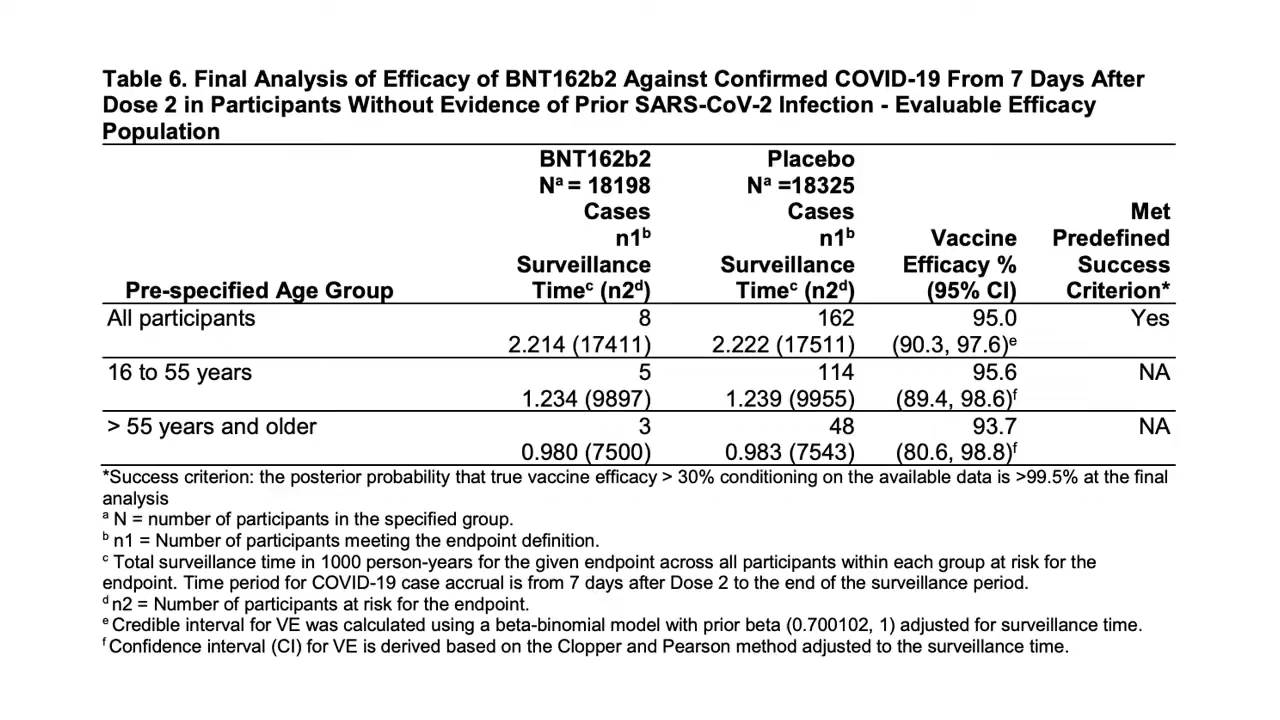 Table 6. Final Analysis of Efficacy of BNT162b2 Against Confirmed COVID-19 From 7 Days After
Dose 2 in Participants Without Evidence of Prior SARS-CoV-2 Infection - Evaluable Efficacy
Population
BNT162b2 Placebo
Nᵃ = 18198 Nᵃ =18325
Cases Cases Met
n1ᵇ n1ᵇ Vaccine Predefined
Surveillance Surveillance Efficacy % Success
Pre-specified Age Group Timeᶜ (n2ᵈ) Timeᶜ (n2ᵈ) (95% CI) Criterion*
All participants 8 162 95.0 Yes
2.214 (17411) 2.222 (17511) (90.3, 97.6)ᵉ
16 to 55 years 5 114 95.6 NA
1.234 (9897) 1.239 (9955) (89.4, 98.6)ᶠ
> 55 years and older 3 48 93.7 NA
0.980 (7500) 0.983 (7543) (80.6, 98.8)ᶠ
*Success criterion: the posterior probability that true vaccine efficacy > 30% conditioning on the available data is >99.5% at the final
analysis
ᵃ N = number of participants in the specified group.
ᵇ n1 = Number of participants meeting the endpoint definition.
ᶜ Total surveillance time in 1000 person-years for the given endpoint across all participants within each group at risk for the
endpoint. Time period for COVID-19 case accrual is from 7 days after Dose 2 to the end of the surveillance period.
ᵈ n2 = Number of participants at risk for the endpoint.
ᵉ Credible interval for VE was calculated using a beta-binomial model with prior beta (0.700102, 1) adjusted for surveillance time.
ᶠ Confidence interval (CI) for VE is derived based on the Clopper and Pearson method adjusted to the surveillance time.